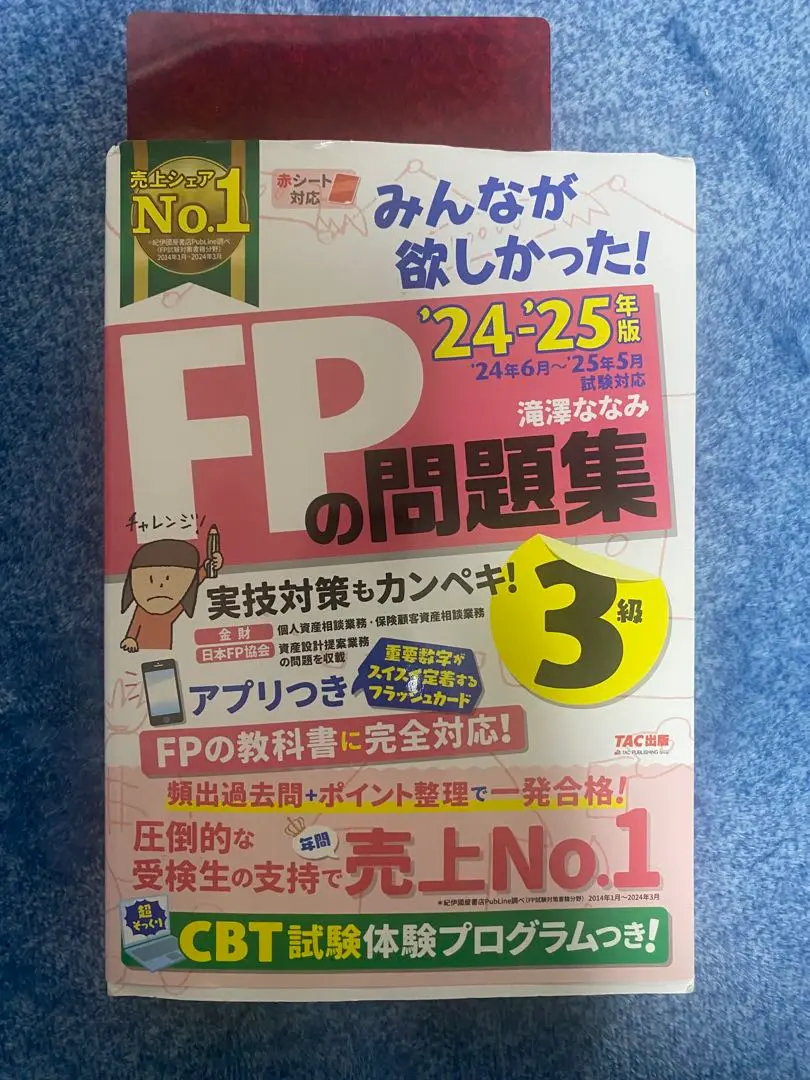 売上シェア
No.1
※紀伊國屋書店PubLine調べ
(FP試験対策書籍分野)
2014年1月~2024年3月
赤シート
対応
みんなが
欲しかった!
'24-'25年版
'24年6月~'25年5月
試験対応
滝澤ななみ
FPの問題集
チャレンジ!
実技対策もカンペキ!
3級
金財 個人資産相談業務・保険顧客資産相談業務
日本FP協会 資産設計提案業務
の問題を収載
アプリつき
重要数字が
スイスイ定着する
フラッシュカード
TAC出版
TAC PUBLISHING Group
FPの教科書に完全対応!
頻出過去問+ポイント整理で一発合格!
圧倒的な
受検生の支持で
年間
売上No.1
※紀伊國屋書店PubLine調べ(FP試験対策書籍分野) 2014年1月~2024年3月
超
そっくり
CBT試験体験プログラムつき!